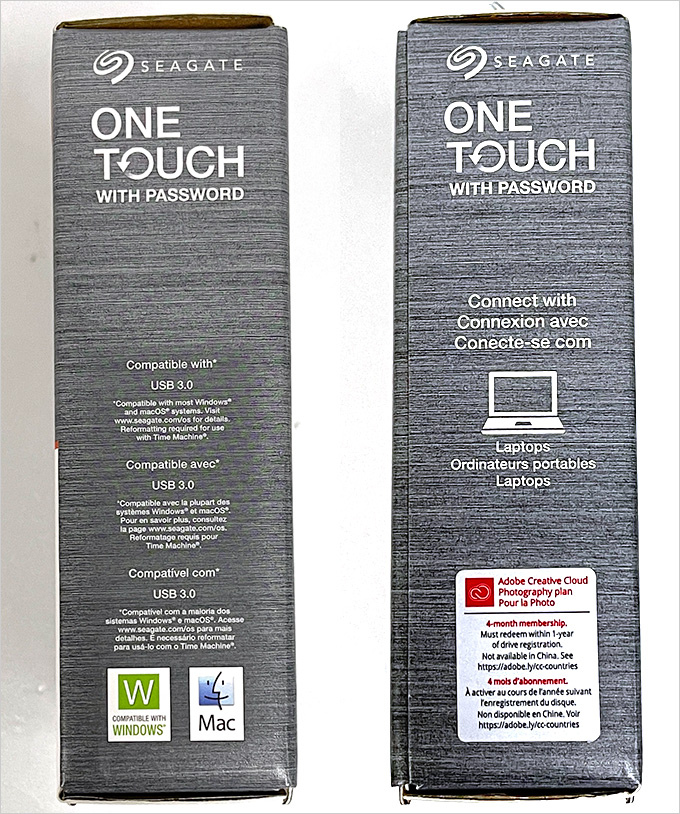 SEAGATE
ONE
TOUCH
WITH PASSWORD
Compatible with*
USB 3.0
*Compatible with most Windows®
and macOS® systems. Visit
www.seagate.com/os for details.
Reformatting required for use
with Time Machine®.
Compatible avec*
USB 3.0
*Compatible avec la plupart des
systèmes Windows® et macOS®.
Pour en savoir plus, consultez
la page www.seagate.com/os.
Reformatage requis pour
Time Machine®.
Compatível com*
USB 3.0
*Compatível com a maioria dos
sistemas Windows® e macOS®. Acesse
www.seagate.com/os para mais
detalhes. É necessário reformatar
para usá-lo com o Time Machine®.
W
COMPATIBLE WITH
WINDOWS®
Mac
SEAGATE
ONE
TOUCH
WITH PASSWORD
Connect with
Connexion avec
Conecte-se com
Laptops
Ordinateurs portables
Laptops
Adobe Creative Cloud
Photography plan
Pour la Photo
4-month membership.
Must redeem within 1-year
of drive registration.
Not available in China. See
https://adobe.ly/cc-countries
4 mois d'abonnement.
À activer au cours de l'année suivant
l'enregistrement du disque.
Non disponible en Chine. Voir
https://adobe.ly/cc-countries